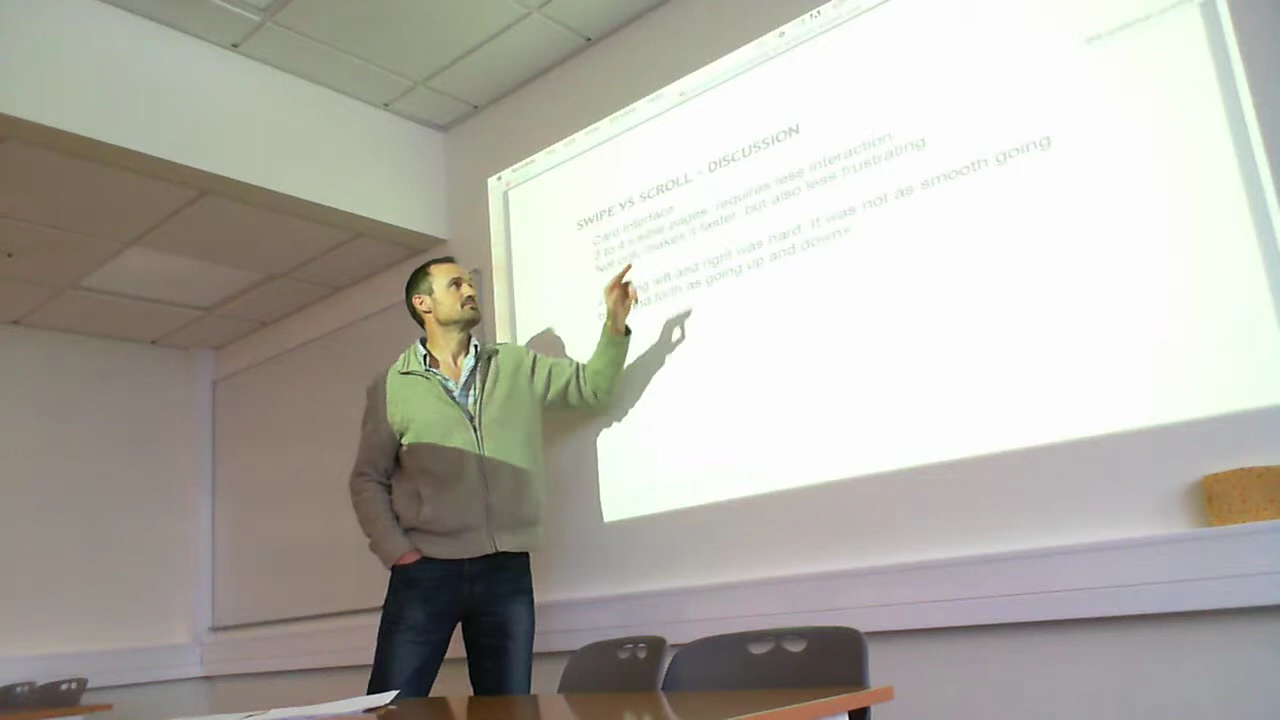 SWIPE VS SCROLL - DISCUSSION
Card Interface
3 to 4 swipe pages, requires less interaction
Not only makes it faster, but also less frustrating
left and right was hard. It was not as smooth going
forth as going up and down.